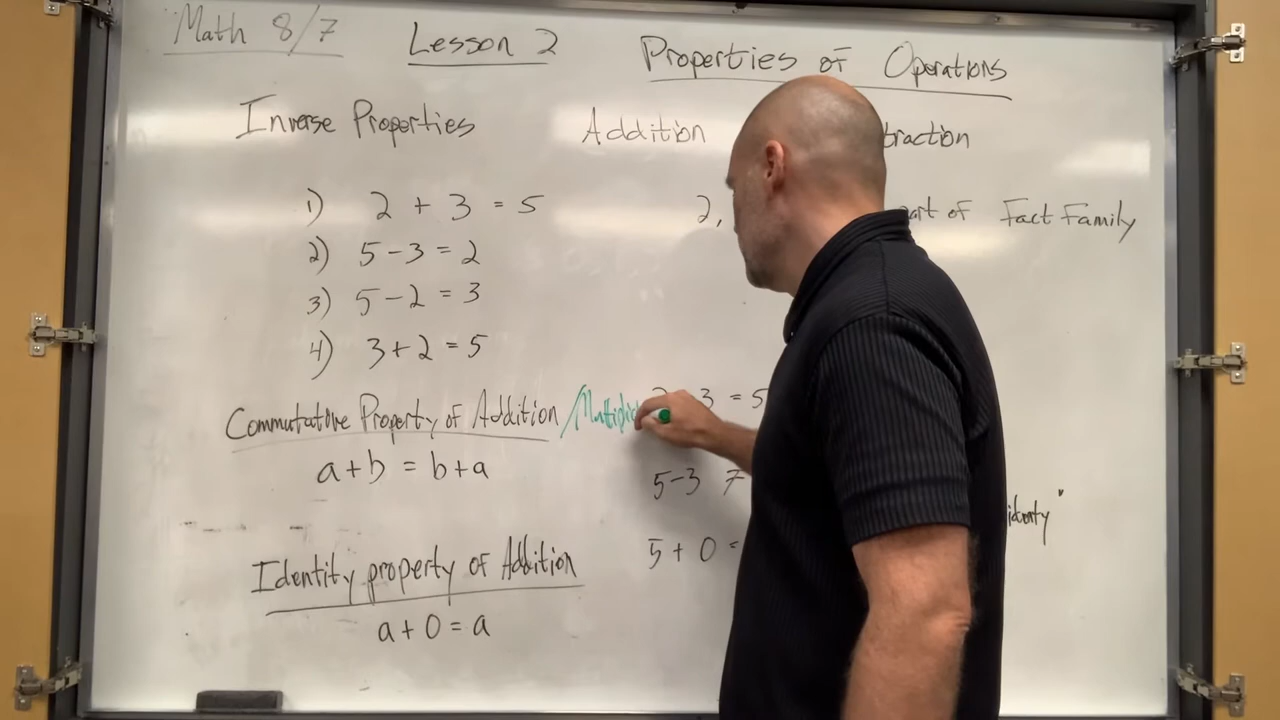 Math 8/7 Lesson 2 Properties of Operations
Inverse Properties Addition traction
1) 2 + 3 = 5 2, art of Fact Family
2) 5 - 3 = 2
3) 5 - 2 = 3
4) 3 + 2 = 5
Commutative Property of Addition /Multiplic 3 = 5
a + b = b + a 5 - 3 ≠
identity"
Identity property of Addition 5 + 0 =
a + 0 = a